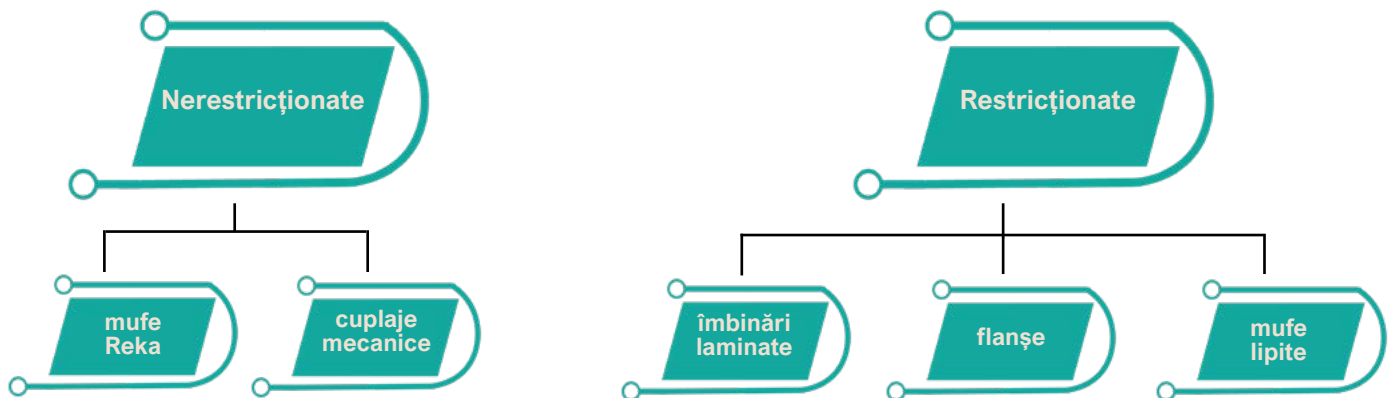 Nerestricționate
Restricționate
mufe
Reka
cuplaje
mecanice
îmbinări
laminate
flanșe
mufe
lipite